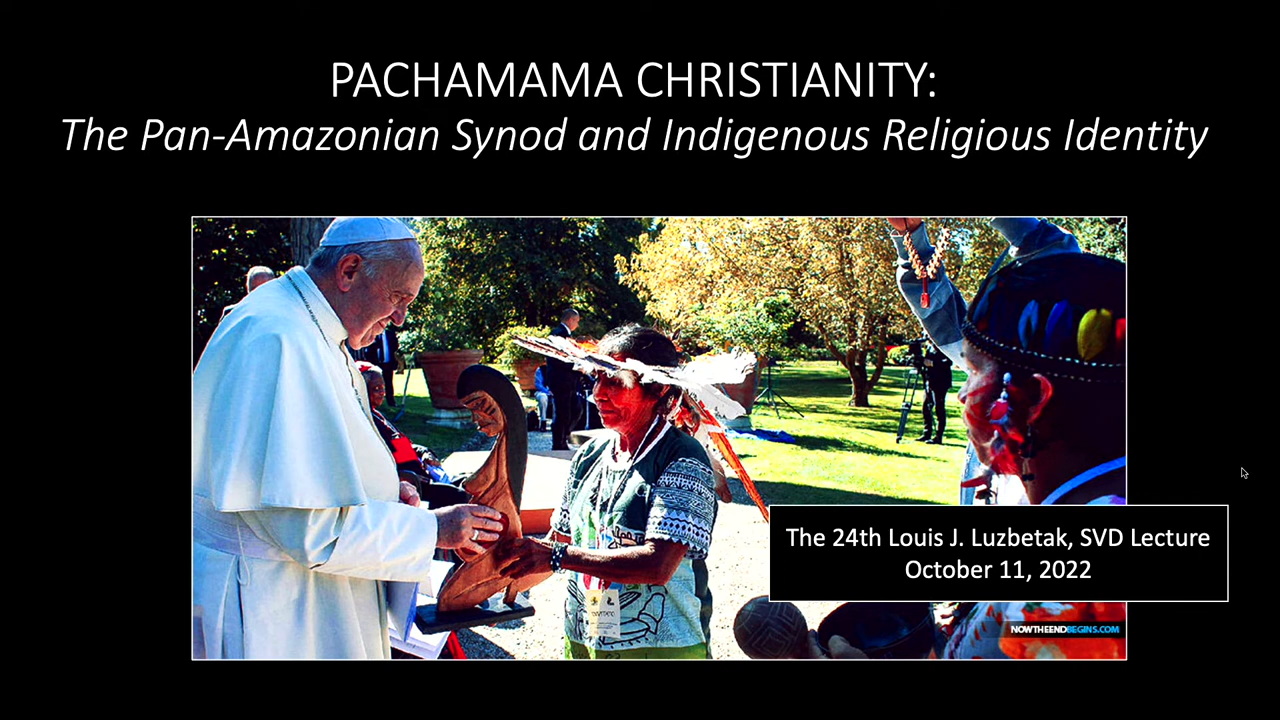 PACHAMAMA CHRISTIANITY:
The Pan-Amazonian Synod and Indigenous Religious Identity
The 24th Louis J. Luzbetak, SVD Lecture
October 11, 2022
NOWTHEENDBEGINS.COM